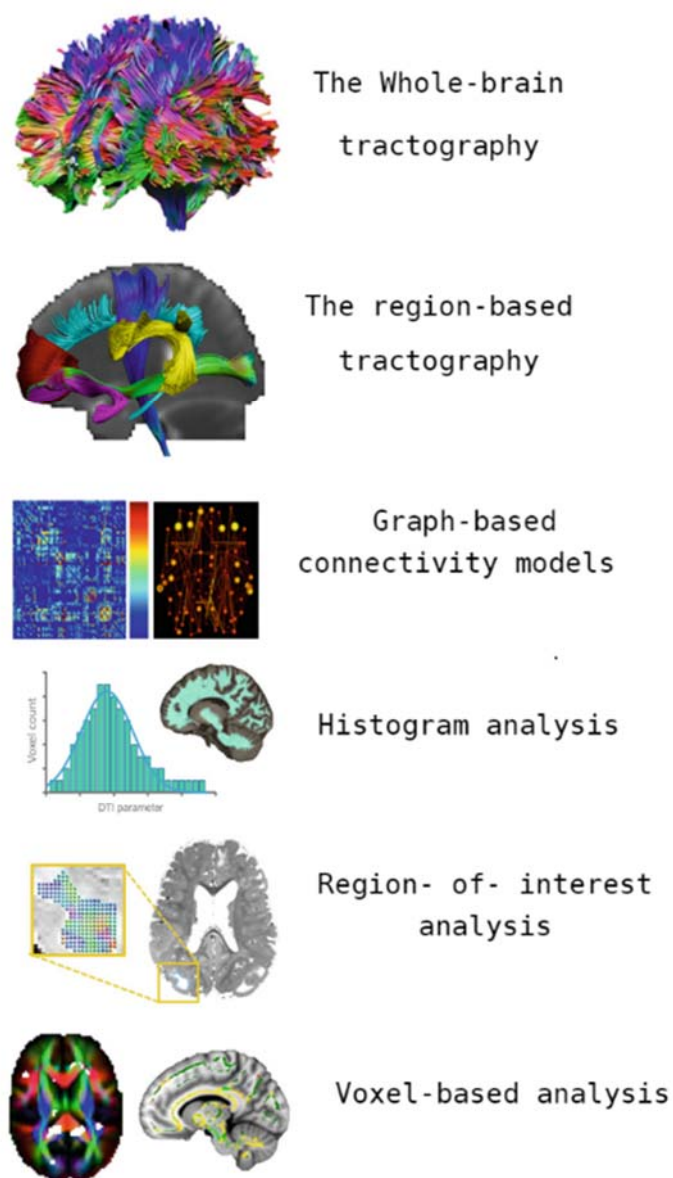 The Whole-brain
tractography
The region-based
tractography
Graph-based
connectivity models
Voxel count
DTI parameter
Histogram analysis
Region- of- interest
analysis
Voxel-based analysis